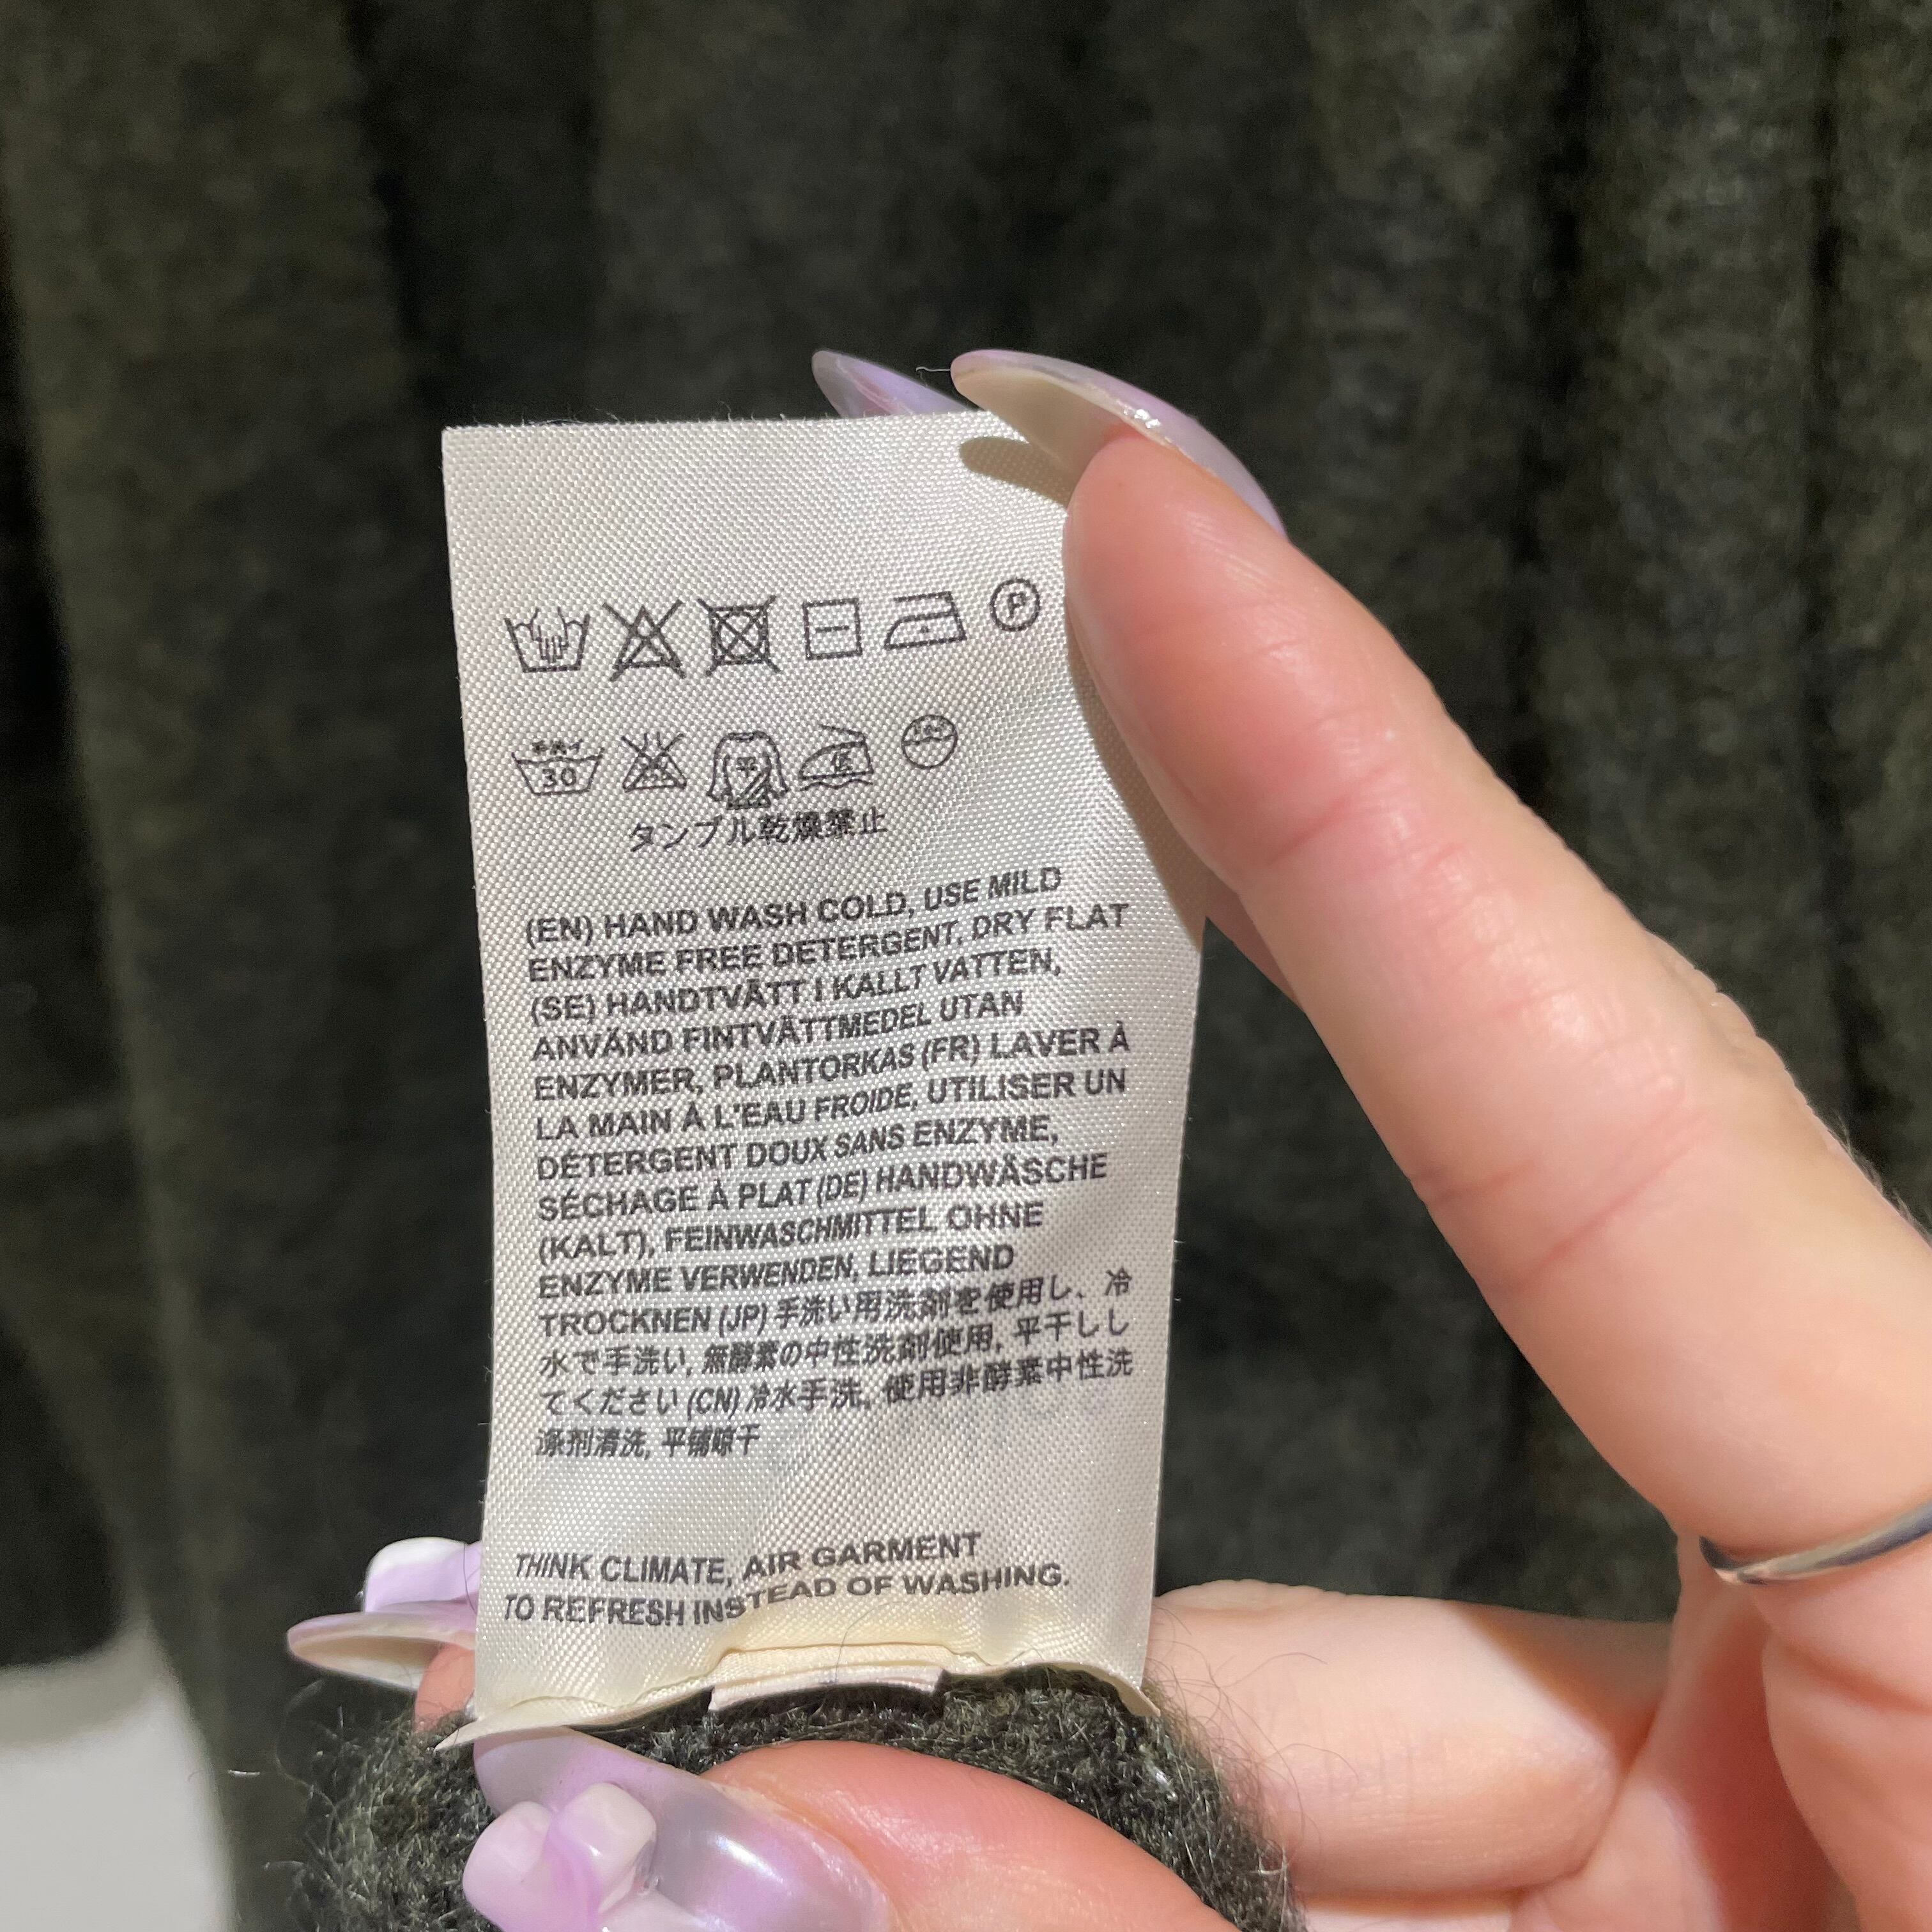 P
手洗イ
30
タンブル乾燥禁止
(EN) HAND WASH COLD, USE MILD
ENZYME FREE DETERGENT, DRY FLAT
(SE) HANDTVÄTT I KALLT VATTEN,
ANVÄND FINTVÄTTMEDEL UTAN
ENZYMER, PLANTORKAS (FR) LAVER À
LA MAIN À L'EAU FROIDE, UTILISER UN
DÉTERGENT DOUX SANS ENZYME,
SÉCHAGE À PLAT (DE) HANDWÄSCHE
(KALT), FEINWASCHMITTEL OHNE
ENZYME VERWENDEN, LIEGEND
TROCKNEN (JP) 手洗い用洗剤を使用し、冷
水で手洗い, 無酵素の中性洗剤使用, 平干しし
てください (CN) 冷水手洗, 使用非酵素中性洗
涤剂清洗, 平铺晾干
THINK CLIMATE, AIR GARMENT
TO REFRESH INSTEAD OF WASHING.